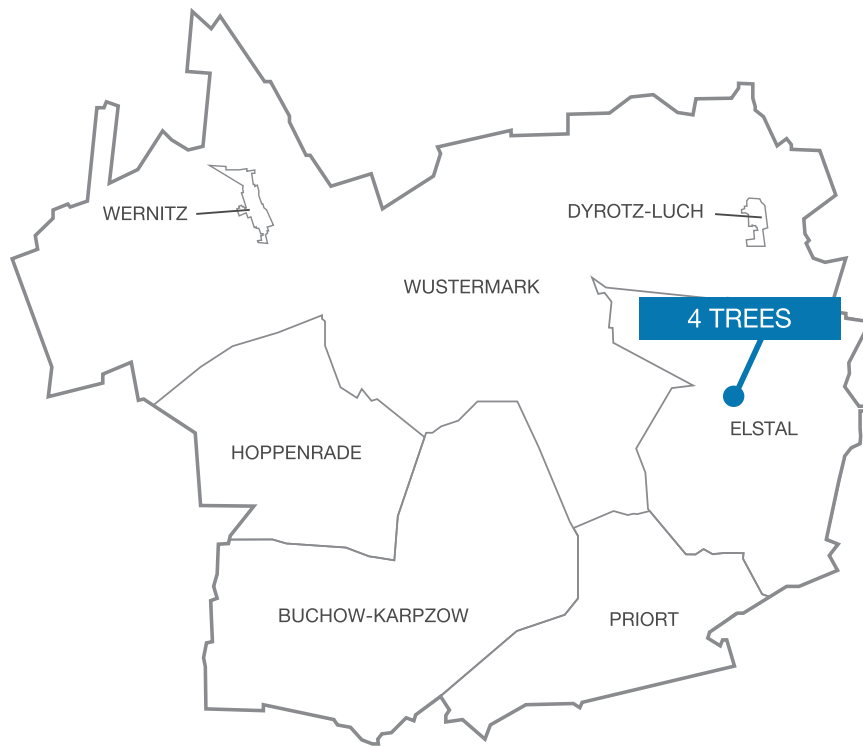 WERNITZ
DYROTZ-LUCH
WUSTERMARK
4 TREES
ELSTAL
HOPPENRADE
BUCHOW-KARPZOW
PRIORT